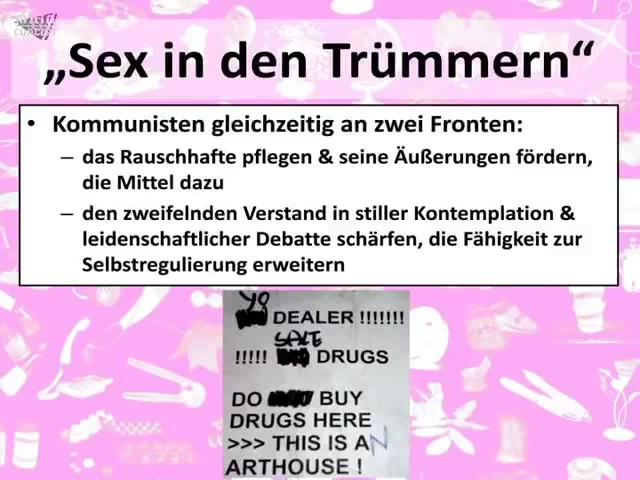 „Sex in den Trümmern“
• Kommunisten gleichzeitig an zwei Fronten:
– das Rauschhafte pflegen & seine Äußerungen fördern,
die Mittel dazu
– den zweifelnden Verstand in stiller Kontemplation &
leidenschaftlicher Debatte schärfen, die Fähigkeit zur
Selbstregulierung erweitern
YO
DEALER !!!!!!!
SALE
!!!!! DRUGS
DO BUY
DRUGS HERE
>>> THIS IS AN
ARTHOUSE !